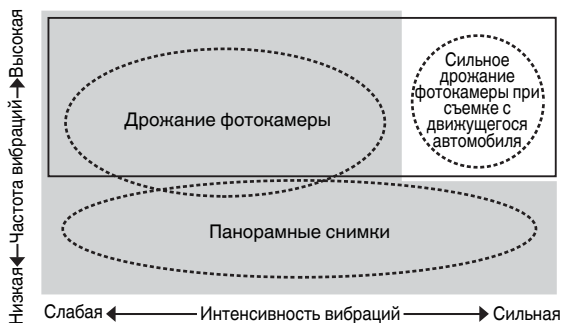 Низкая Частота вибраций Высокая
Дрожание фотокамеры
Сильное
дрожание
фотокамеры при
съемке с
движущегося
автомобиля
Панорамные снимки
Слабая Интенсивность вибраций Сильная